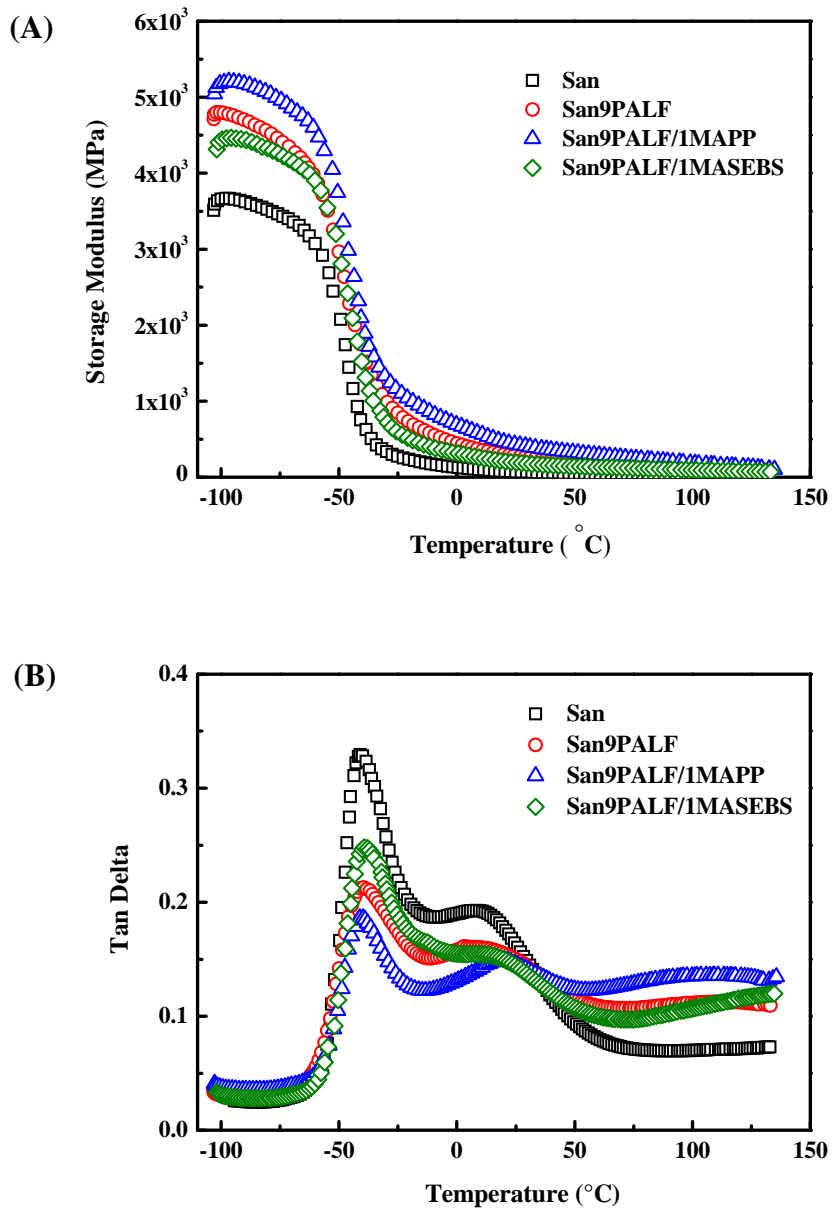 (A)
6x10³
5x10³
4x10³
3x10³
2x10³
1x10³
0
Storage Modulus (MPa)
San
San9PALF
San9PALF/1MAPP
San9PALF/1MASEBS
-100 -50 0 50 100 150
Temperature ( °C)
(B)
0.4
0.3
0.2
0.1
0.0
Tan Delta
San
San9PALF
San9PALF/1MAPP
San9PALF/1MASEBS
-100 -50 0 50 100 150
Temperature (°C)